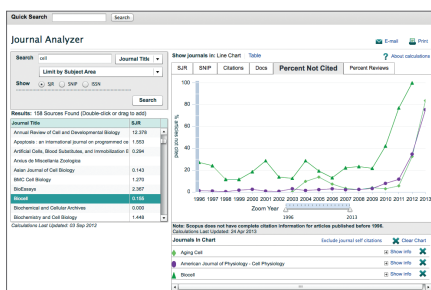 Quick Search Search
Journal Analyzer
E-mail Print
Search cell Journal Title
Limit by Subject Area
Show SJR SNIP ISSN
Search
Results: 158 Sources Found (Double-click or drag to add)
Journal Title SJR
Annual Review of Cell and Developmental Biology 12.378
Apoptosis : an international journal on programmed ce 1.553
Artificial Cells, Blood Substitutes, and Immobilization E 0.294
Arxius de Miscellania Zoologica
Asian Journal of Cell Biology 0.143
BMC Cell Biology 1.270
BioEssays 2.387
Biocell 0.155
Biochemical and Cellular Archives 0.000
Biochemistry and Cell Biology 1.448
Calculations Last Updated: 03 Sep 2013
Show journals in: Line Chart Table
About calculations
SJR SNIP Citations Docs Percent Not Cited Percent Reviews
% articles not cited
100
80
60
40
20
0
1996 1997 1998 1999 2000 2001 2002 2003 2004 2005 2006 2007 2008 2009 2010 2011 2012 2013
Zoom Year
1996 2013
Note: Scopus does not have complete citation information for articles published before 1996.
Calculations Last Updated: 24 Apr 2013
Journals in Chart Exclude journal self citations Clear Chart
Aging Cell Show info
American Journal of Physiology - Cell Physiology Show info
Biocell Show info